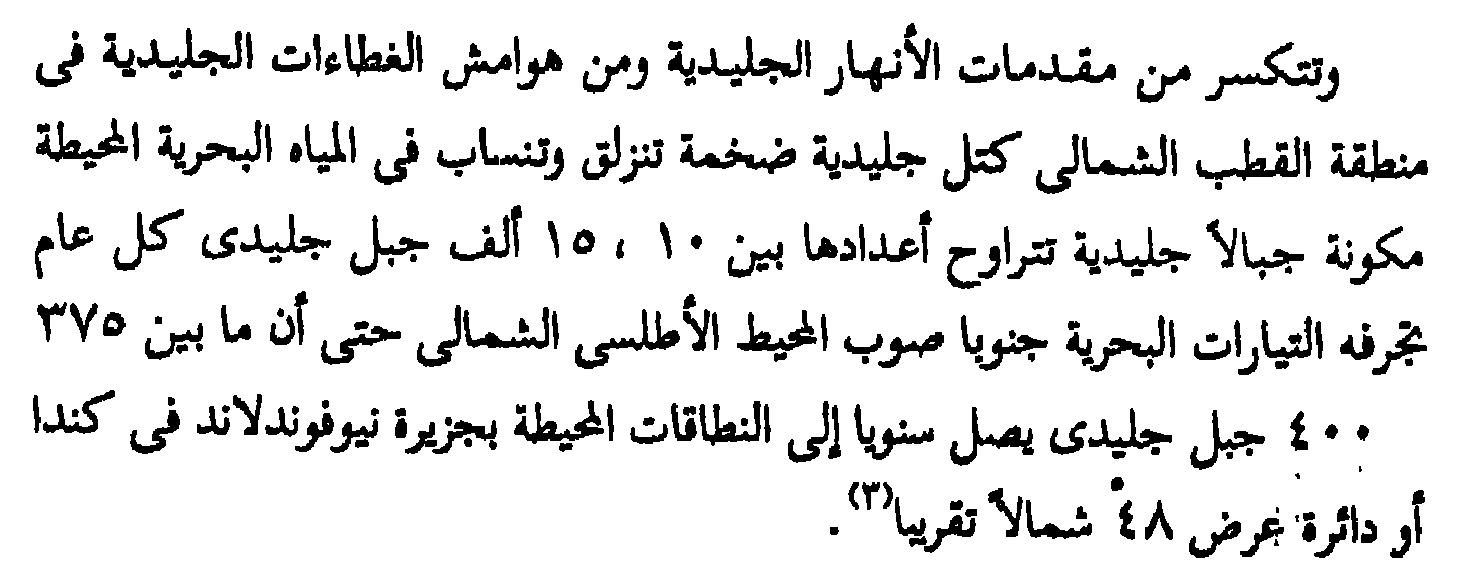 وتتكسر من مقدمات الأنهار الجليدية ومن هوامش الغطاءات الجليدية فى
منطقة القطب الشمالى كتل جليدية ضخمة تنزلق وتنساب فى المياه البحرية المحيطة
مكونة جبالاً جليدية تتراوح أعدادها بين ١٠ ، ١٥ ألف جبل جليدى كل عام
تجرفه التيارات البحرية جنوبا صوب المحيط الأطلسى الشمالى حتى أن ما بين ٣٧٥
٤٠٠ جبل جليدى يصل سنويا إلى النطاقات المحيطة بجزيرة نيوفوندلاند فى كندا
أو دائرة عرض ٤٨° شمالاً تقريبا(٣).